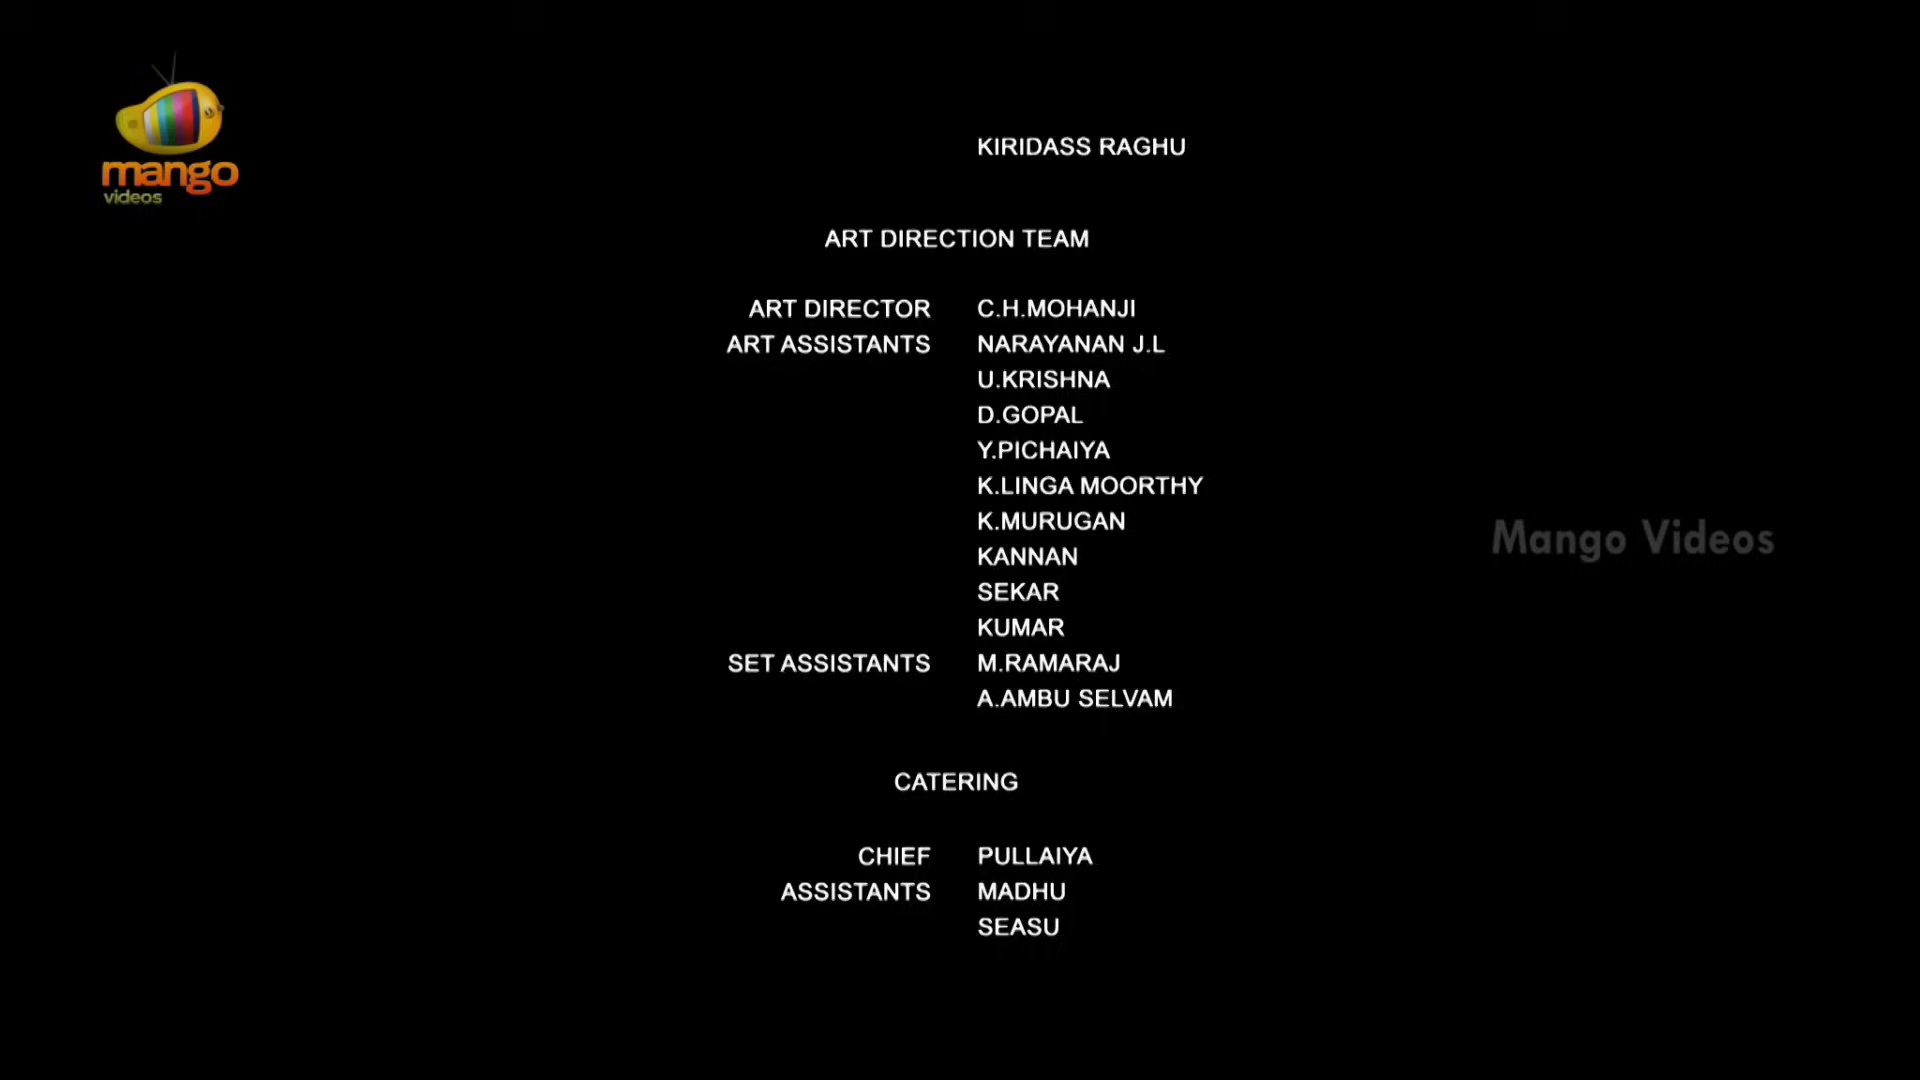 mango
videos
KIRIDASS RAGHU
ART DIRECTION TEAM
ART DIRECTOR C.H.MOHANJI
ART ASSISTANTS NARAYANAN J.L
U.KRISHNA
D.GOPAL
Y.PICHAIYA
K.LINGA MOORTHY
K.MURUGAN
KANNAN
SEKAR
KUMAR
SET ASSISTANTS M.RAMARAJ
A.AMBU SELVAM
Mango Videos
CATERING
CHIEF PULLAIYA
ASSISTANTS MADHU
SEASU